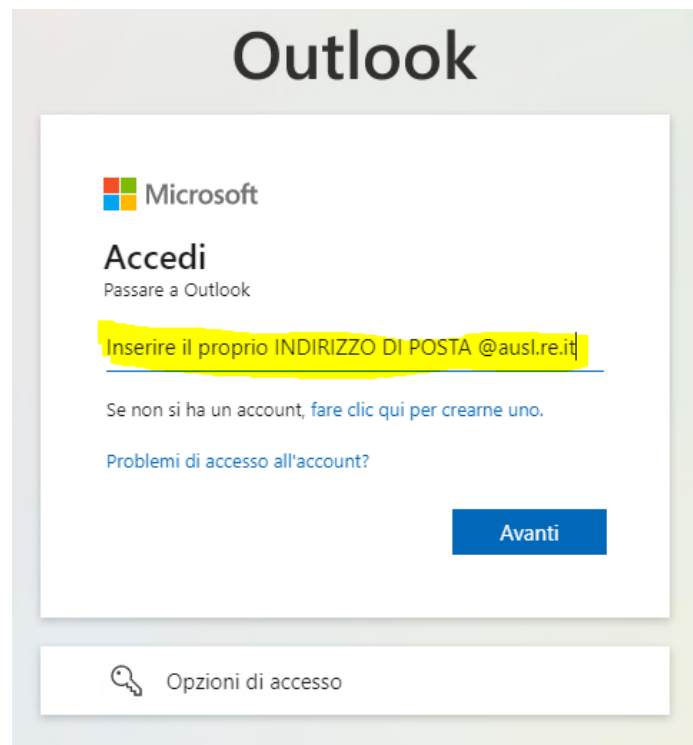 Outlook
Microsoft
Accedi
Passare a Outlook
Inserire il proprio INDIRIZZO DI POSTA @ausl.re.it
Se non si ha un account, fare clic qui per crearne uno.
Problemi di accesso all'account?
Avanti
Opzioni di accesso